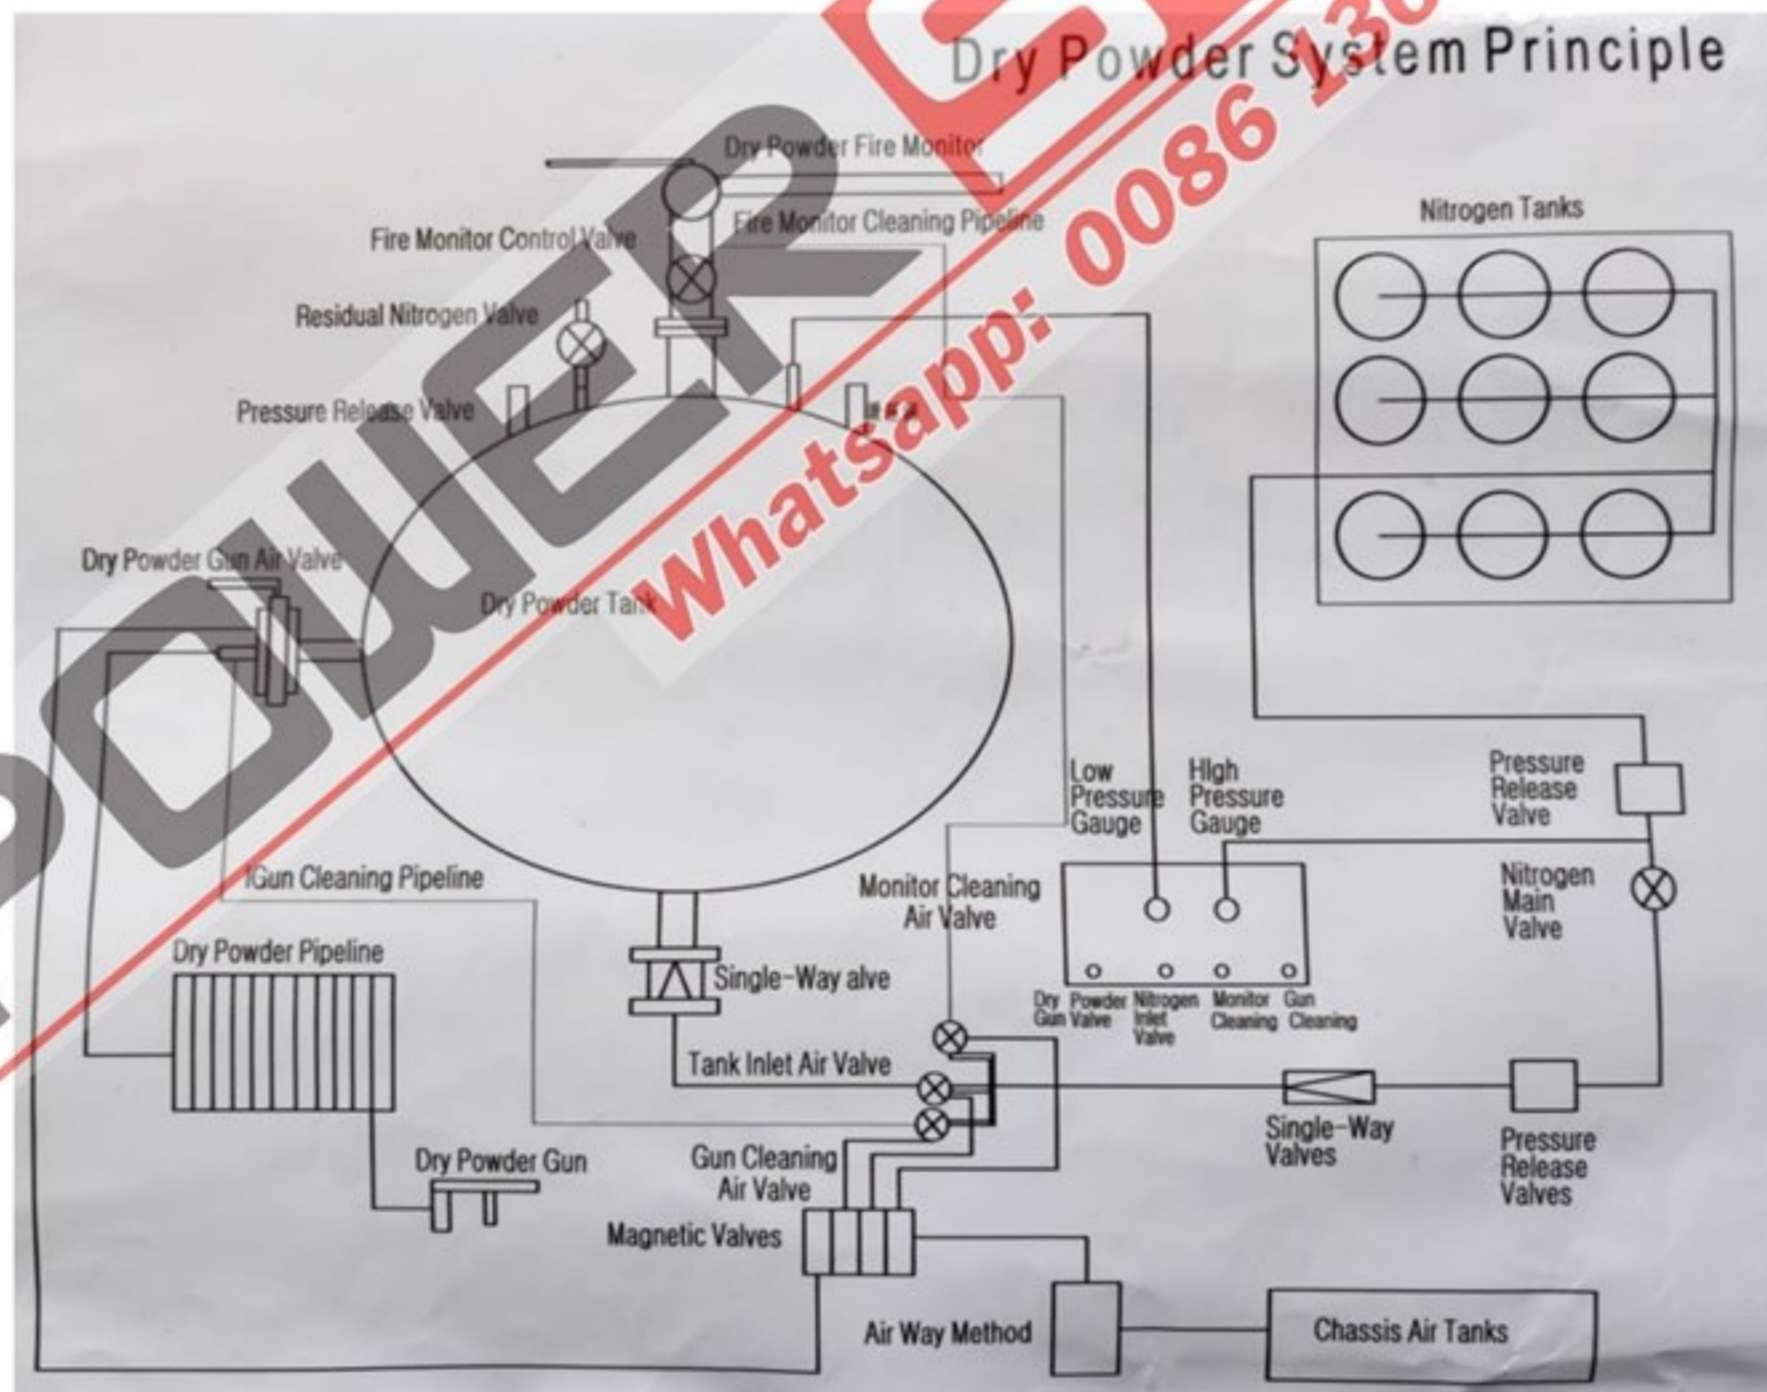 Dry Powder System Principle
POWER
Whatsapp: 0086 130
Dry Powder Fire Monitor
Fire Monitor Cleaning Pipeline
Fire Monitor Control Valve
Nitrogen Tanks
Residual Nitrogen Valve
Pressure Release Valve
Dry Powder Gun Air Valve
Dry Powder Tank
Low
Pressure
Gauge
HIgh
Pressure
Gauge
Pressure
Release
Valve
IGun Cleaning Pipeline
Monitor Cleaning
Air Valve
Nitrogen
Main
Valve
Dry Powder Pipeline
Single-Way alve
Dry Powder
Gun Valve
Nitrogen
Inlet
Valve
Monitor
Cleaning
Gun
Cleaning
Tank Inlet Air Valve
Single-Way
Valves
Pressure
Release
Valves
Dry Powder Gun
Gun Cleaning
Air Valve
Magnetic Valves
Air Way Method
Chassis Air Tanks